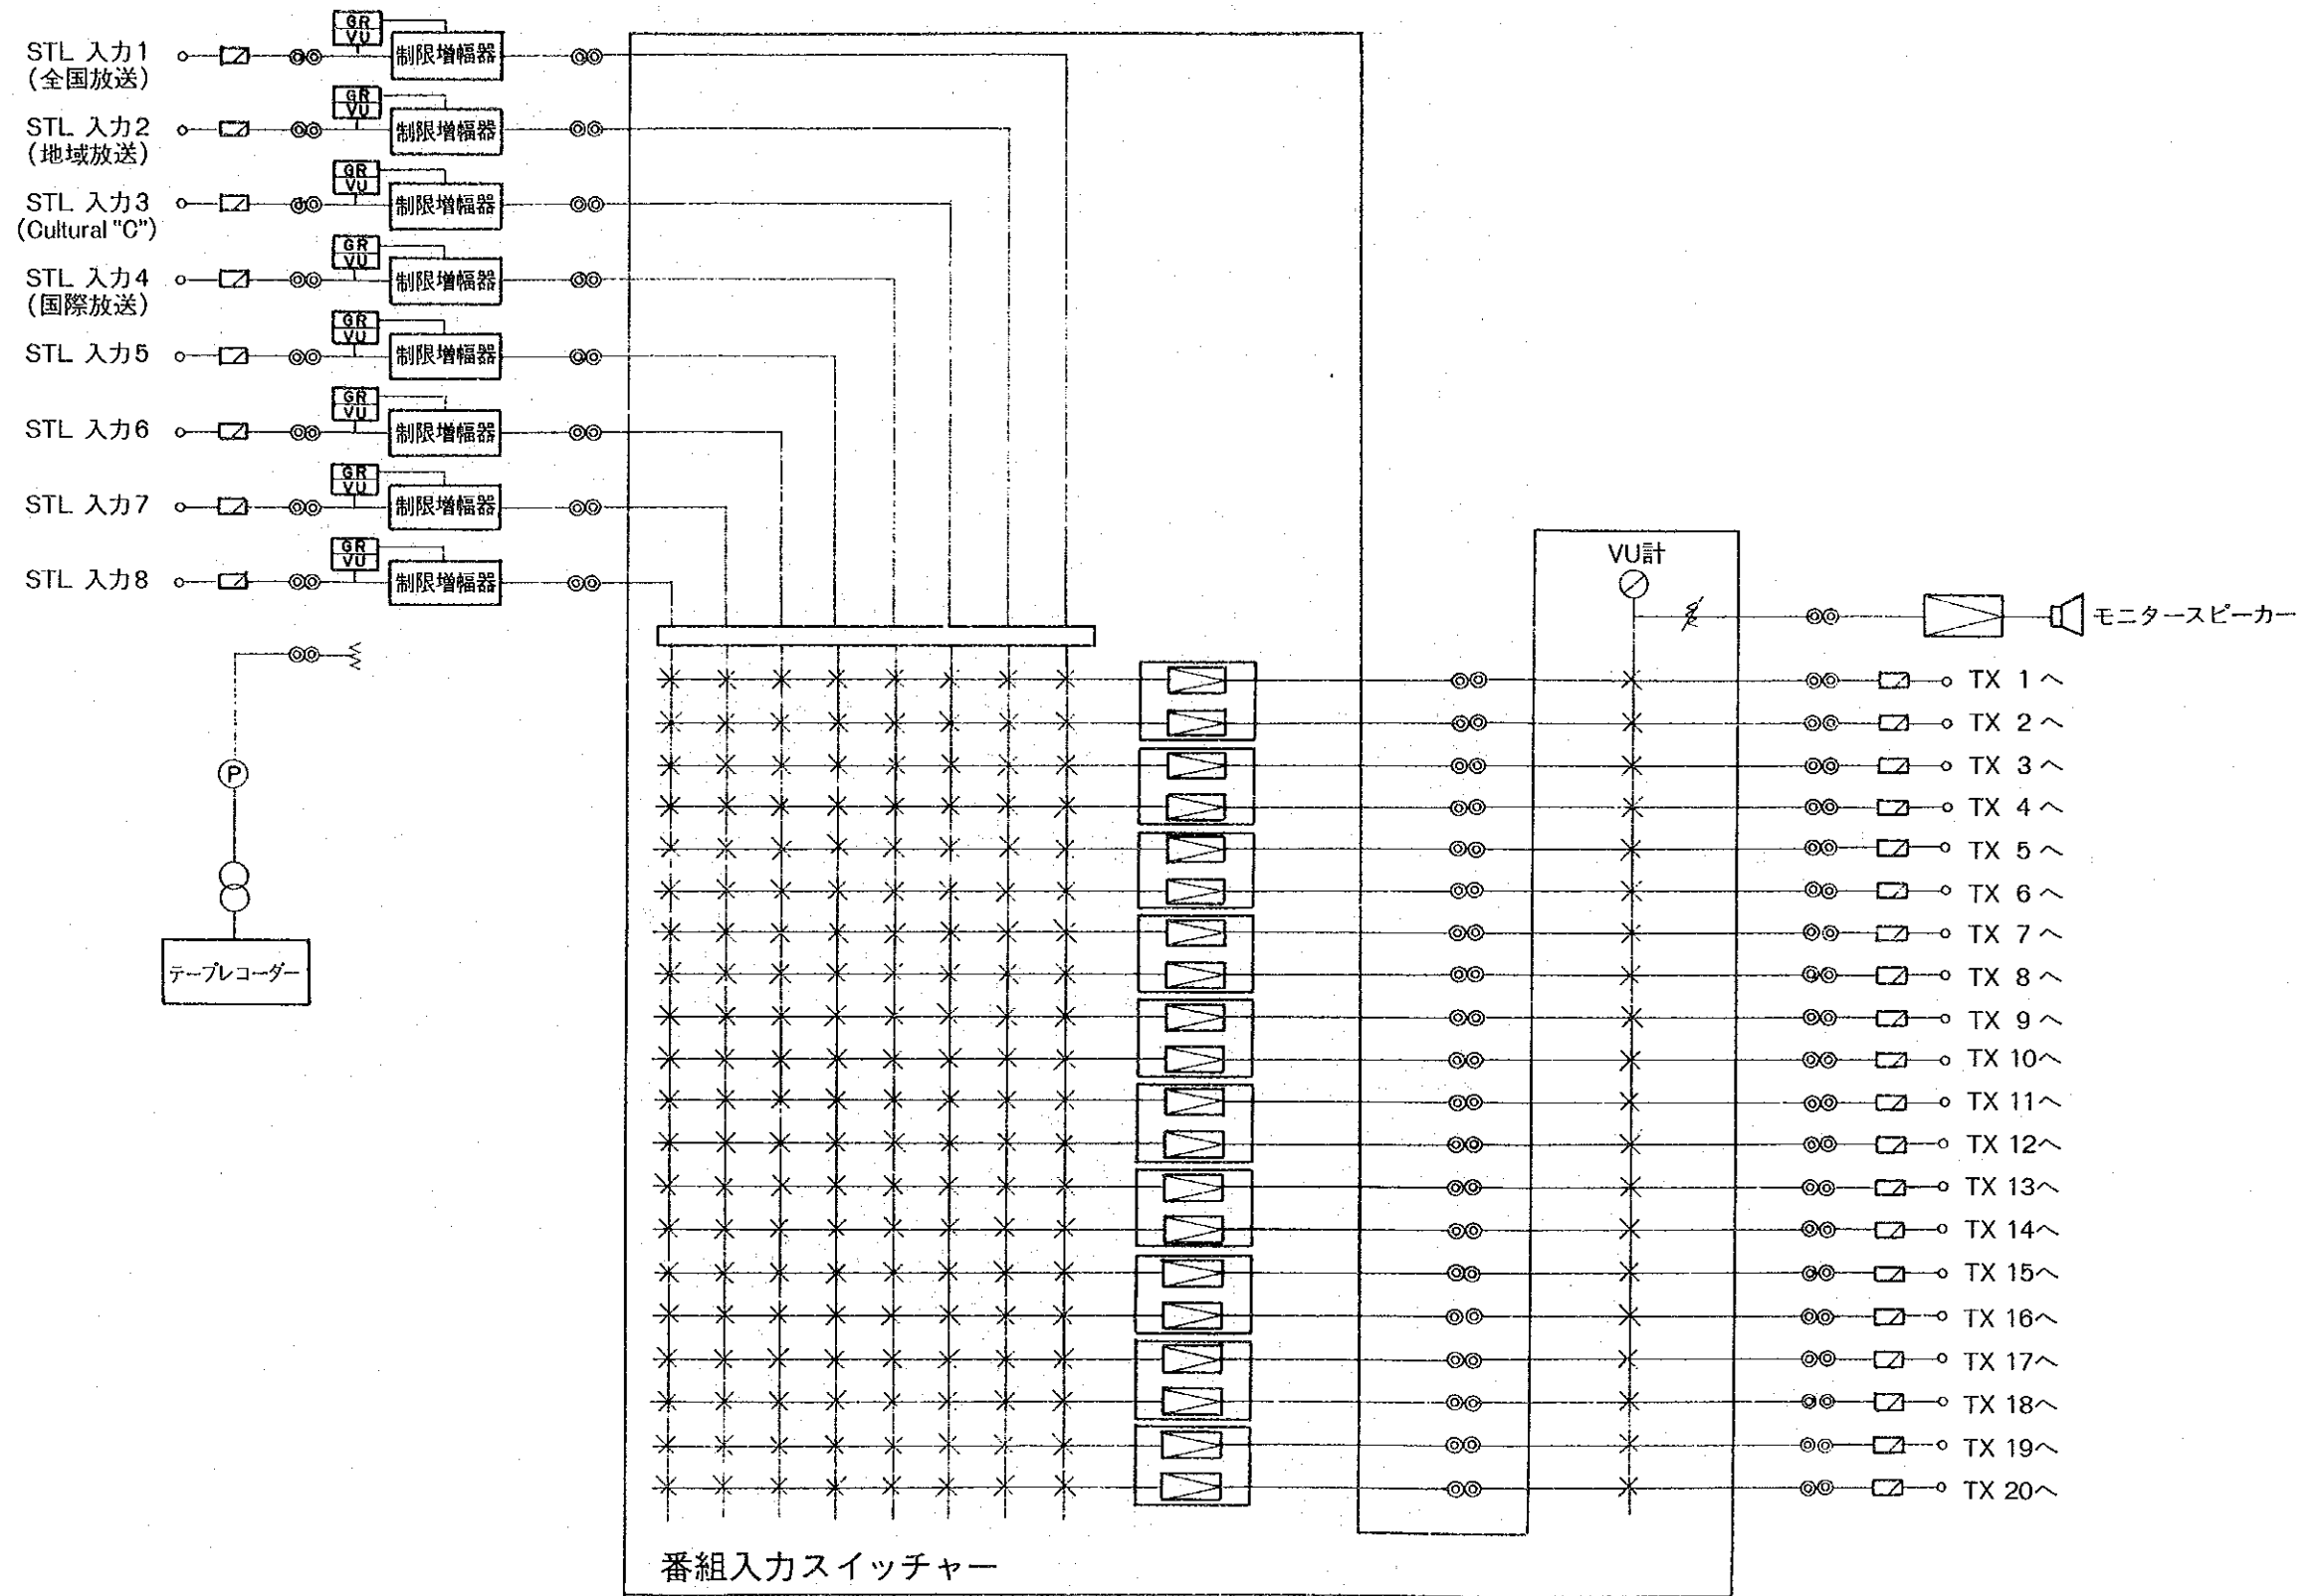 GR
VU
STL 入力1
(全国放送)
制限増幅器
GR
VU
STL 入力2
(地域放送)
制限増幅器
GR
VU
STL 入力3
(Cultural "C")
制限増幅器
GR
VU
STL 入力4
(国際放送)
制限増幅器
GR
VU
STL 入力5
制限増幅器
GR
VU
STL 入力6
制限増幅器
GR
VU
STL 入力7
制限増幅器
GR
VU
STL 入力8
制限増幅器
VU計
モニタースピーカー
P
テープレコーダー
TX 1へ
TX 2へ
TX 3へ
TX 4へ
TX 5へ
TX 6へ
TX 7へ
TX 8へ
TX 9へ
TX 10へ
TX 11へ
TX 12へ
TX 13へ
TX 14へ
TX 15へ
TX 16へ
TX 17へ
TX 18へ
TX 19へ
TX 20へ
番組入力スイッチャー